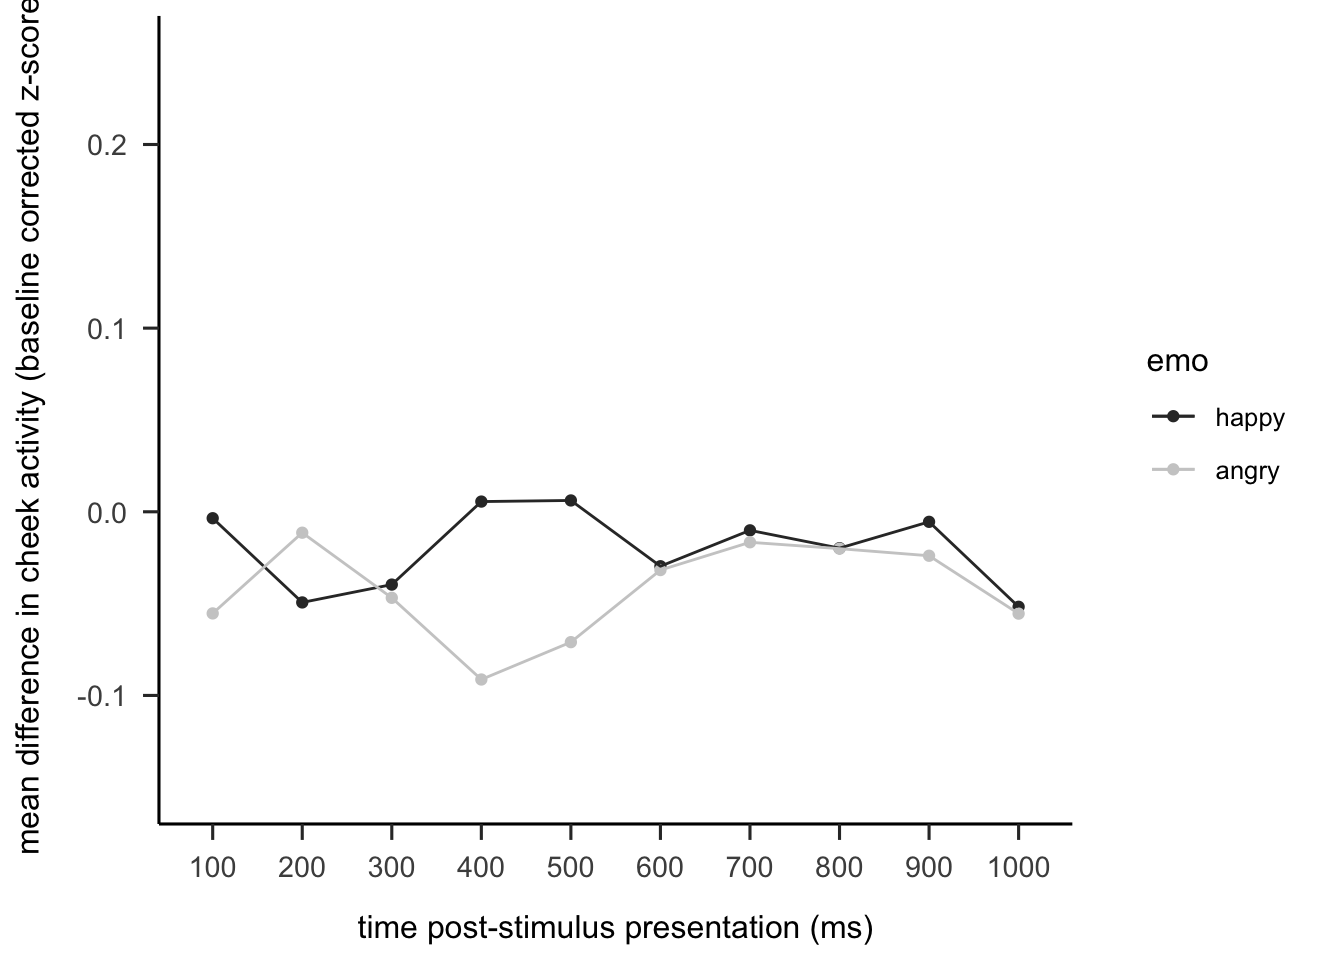 mean difference in cheek activity (baseline corrected z-score
0.2
0.1
0.0
-0.1
100 200 300 400 500 600 700 800 900 1000
time post-stimulus presentation (ms)
emo
happy
angry